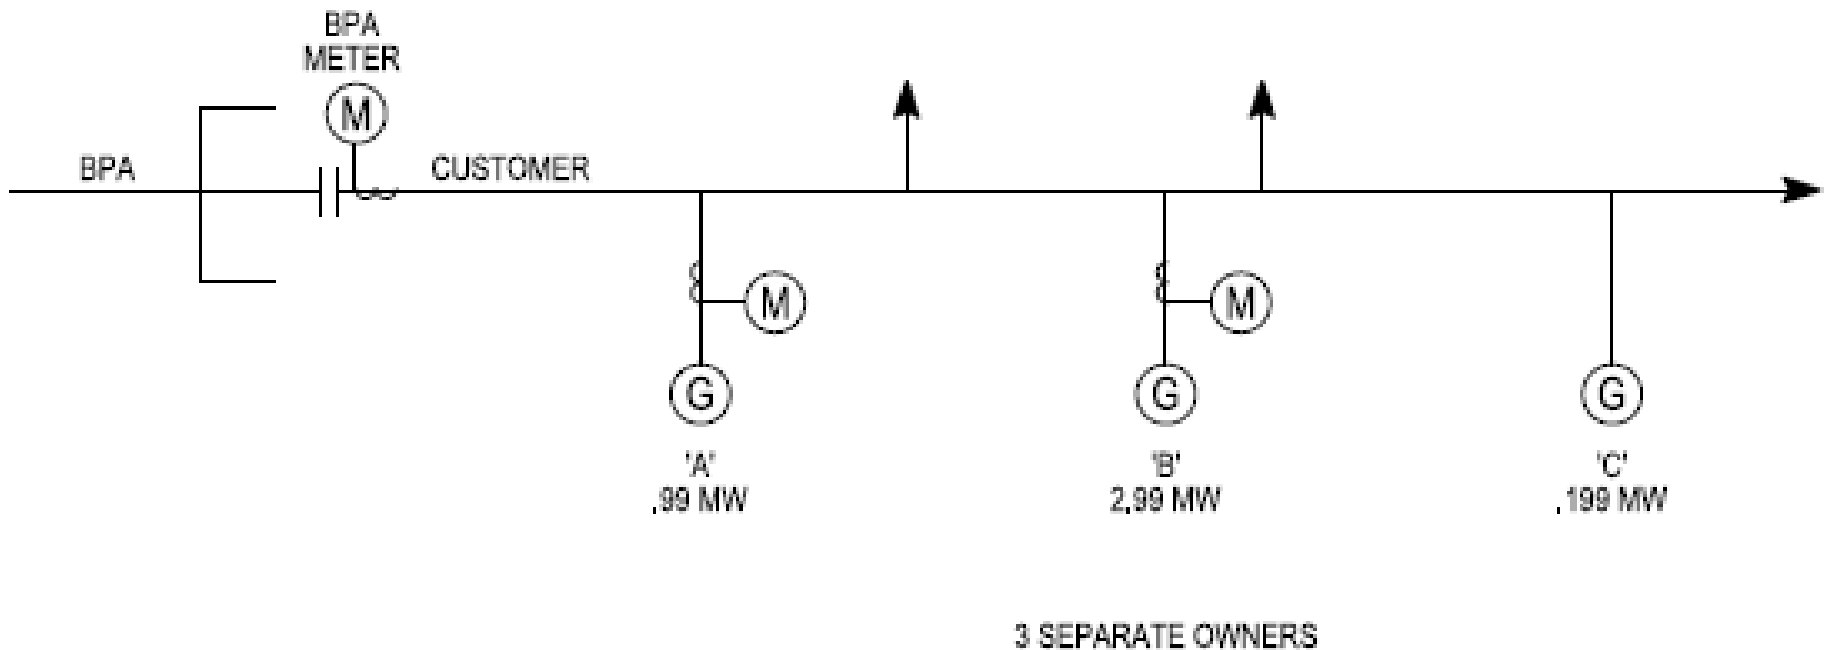 BPA
METER
M
BPA
CUSTOMER
M
M
G
G
G
'A'
.99 MW
'B'
2.99 MW
'C'
.199 MW
3 SEPARATE OWNERS